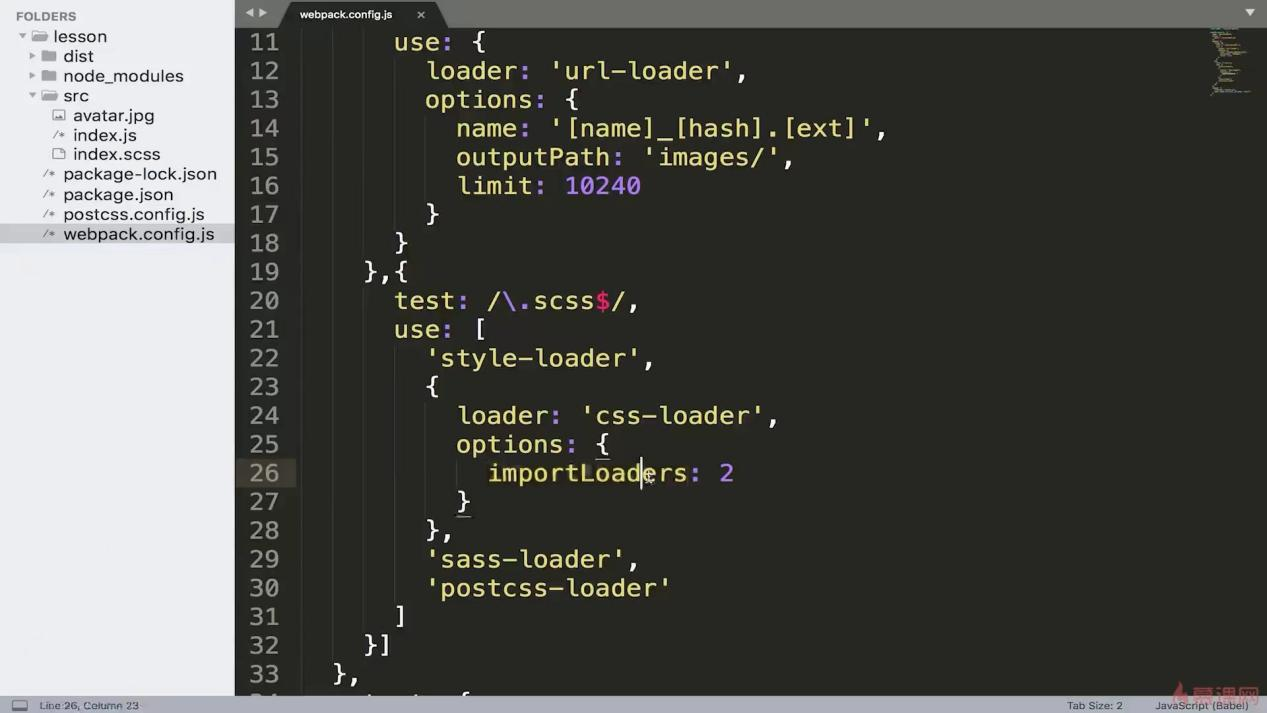 FOLDERS
lesson
dist
node_modules
src
avatar.jpg
index.js
index.scss
package-lock.json
package.json
postcss.config.js
webpack.config.js
webpack.config.js ×
11 use: {
12 loader: 'url-loader',
13 options: {
14 name: '[name]_[hash].[ext]',
15 outputPath: 'images/',
16 limit: 10240
17 }
18 }
19 },{
20 test: /\.scss$/,
21 use: [
22 'style-loader',
23 {
24 loader: 'css-loader',
25 options: {
26 importLoaders: 2
27 }
28 },
29 'sass-loader',
30 'postcss-loader'
31 ]
32 }]
33 },
慕课网
Line 26, Column 23
Tab Size: 2
JavaScript (Babel)